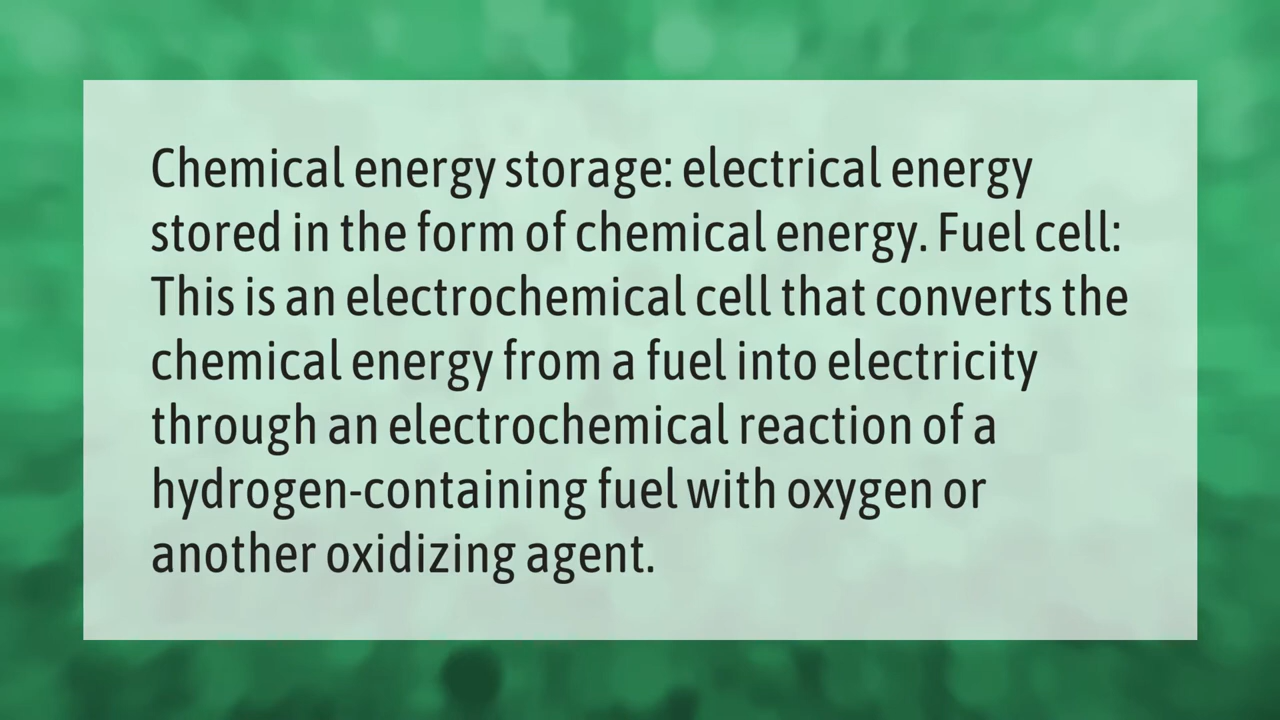 Chemical energy storage: electrical energy
stored in the form of chemical energy. Fuel cell:
This is an electrochemical cell that converts the
chemical energy from a fuel into electricity
through an electrochemical reaction of a
hydrogen-containing fuel with oxygen or
another oxidizing agent.